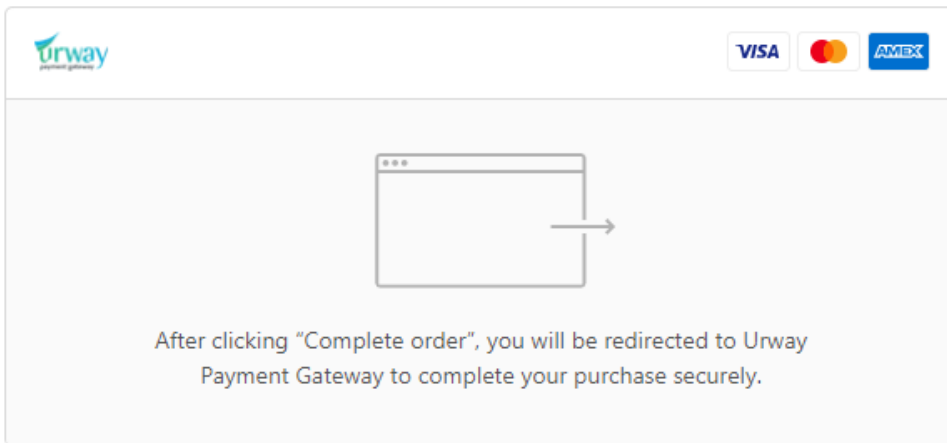 urway
payment gateway
VISA
AMEX
After clicking “Complete order”, you will be redirected to Urway
Payment Gateway to complete your purchase securely.